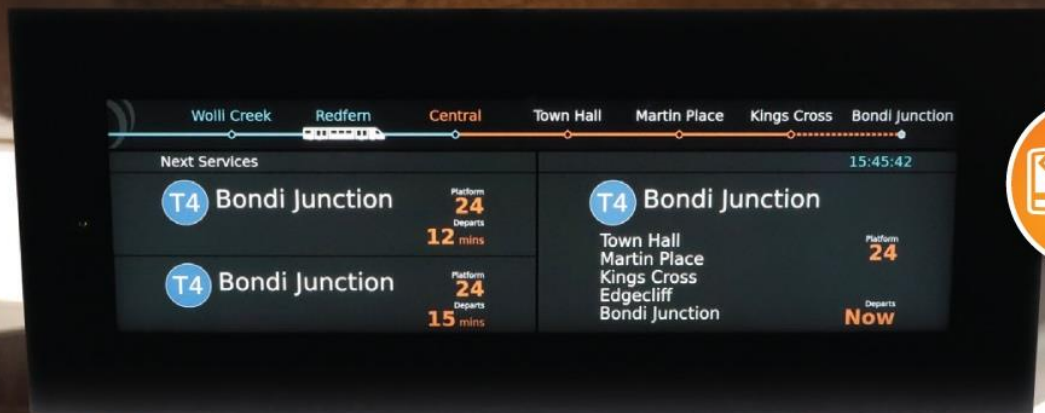 Wolli Creek Redfern Central Town Hall Martin Place Kings Cross Bondi Junction
Next Services
T4 Bondi Junction
Platform
24
Departs
12 mins
T4 Bondi Junction
Platform
24
Departs
15 mins
15:45:42
T4 Bondi Junction
Town Hall
Martin Place
Kings Cross
Edgecliff
Bondi Junction
Platform
24
Departs
Now